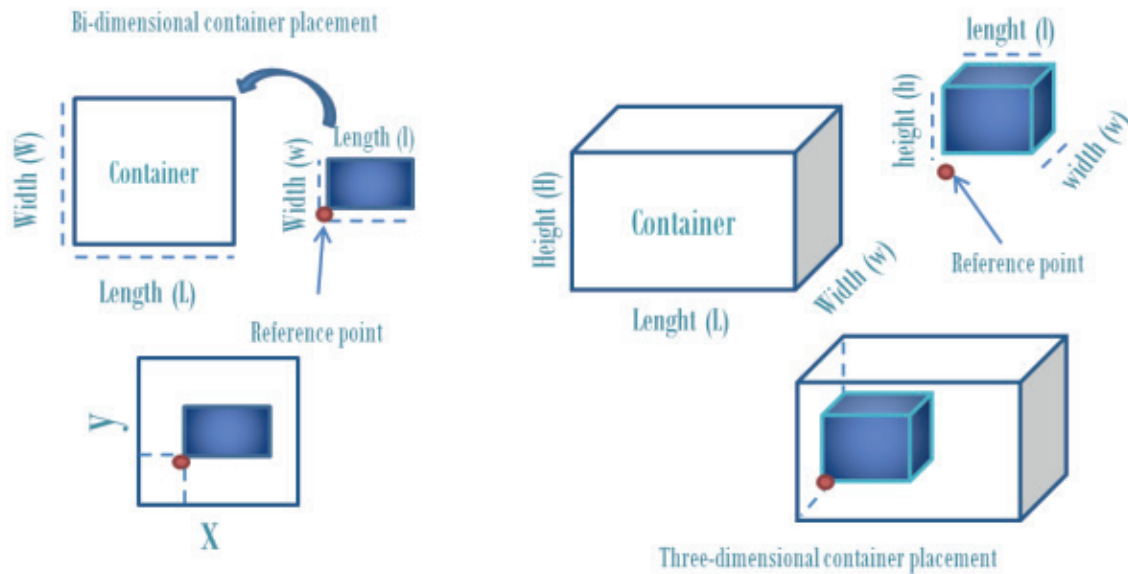 Bi-dimensional container placement
Width (W)
Container
Length (L)
Length (l)
Width (w)
Reference point
y
X
lenght (l)
height (h)
width (w)
Reference point
Height (H)
Container
Width (w)
Lenght (L)
Three-dimensional container placement